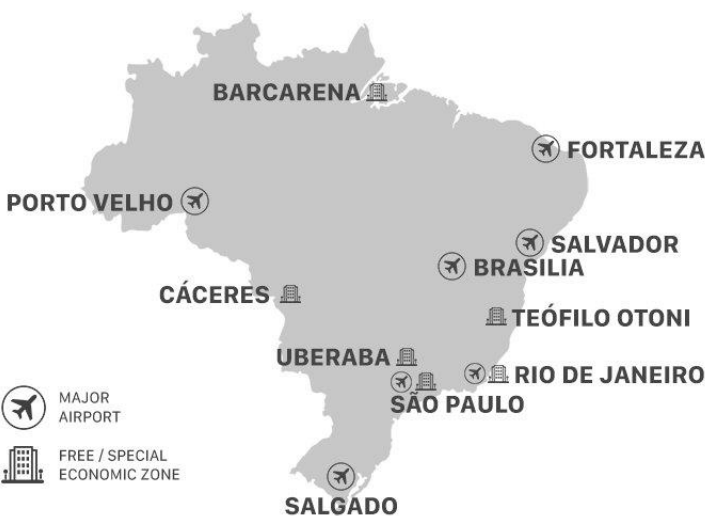 BARCARENA
FORTALEZA
PORTO VELHO
SALVADOR
BRASILIA
CÁCERES
TEÓFILO OTONI
UBERABA
RIO DE JANEIRO
SÃO PAULO
MAJOR
AIRPORT
FREE / SPECIAL
ECONOMIC ZONE
SALGADO